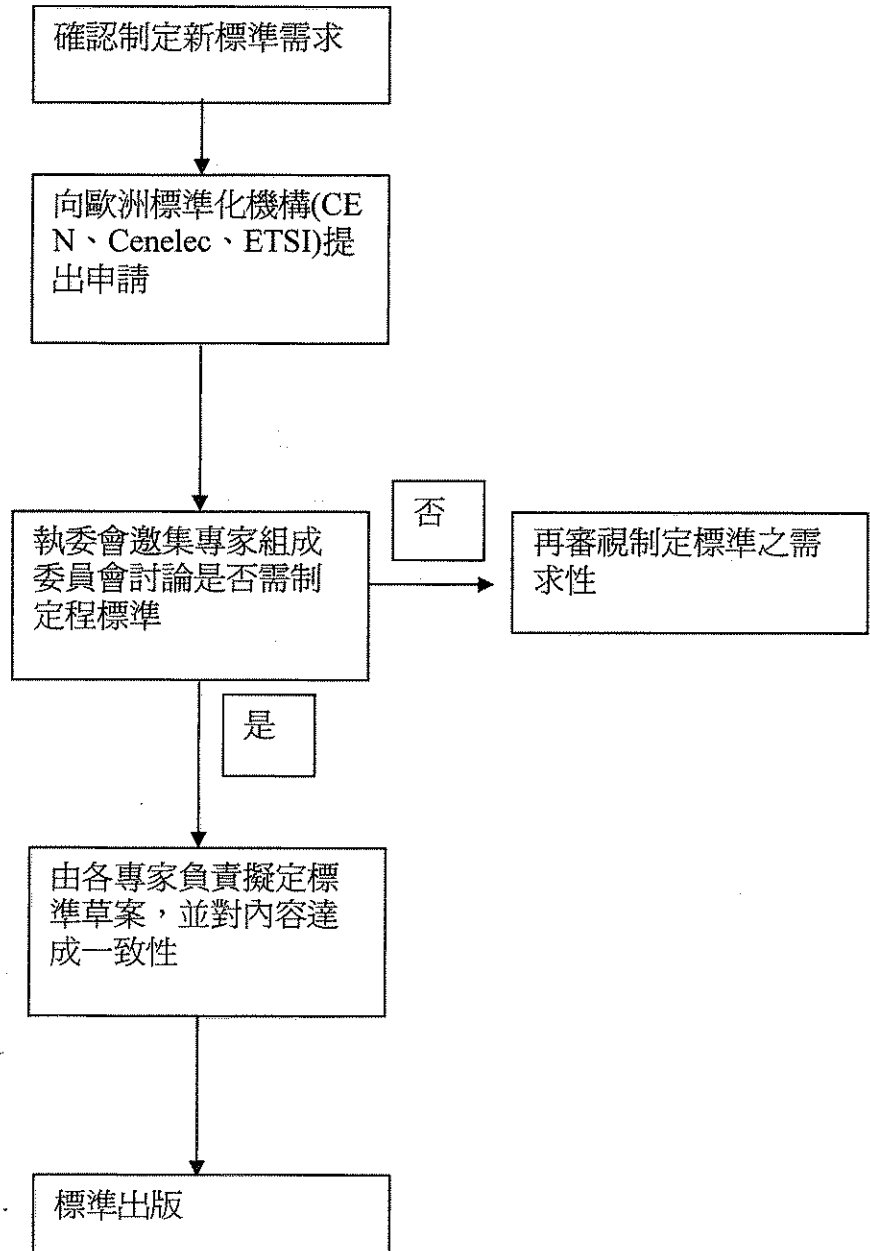 確認制定新標準需求
向歐洲標準化機構(CE
N、Cenelec、ETSI)提
出申請
執委會邀集專家組成
委員會討論是否需制
定程標準
否
再審視制定標準之需
求性
是
由各專家負責擬定標
準草案，並對內容達
成一致性
標準出版